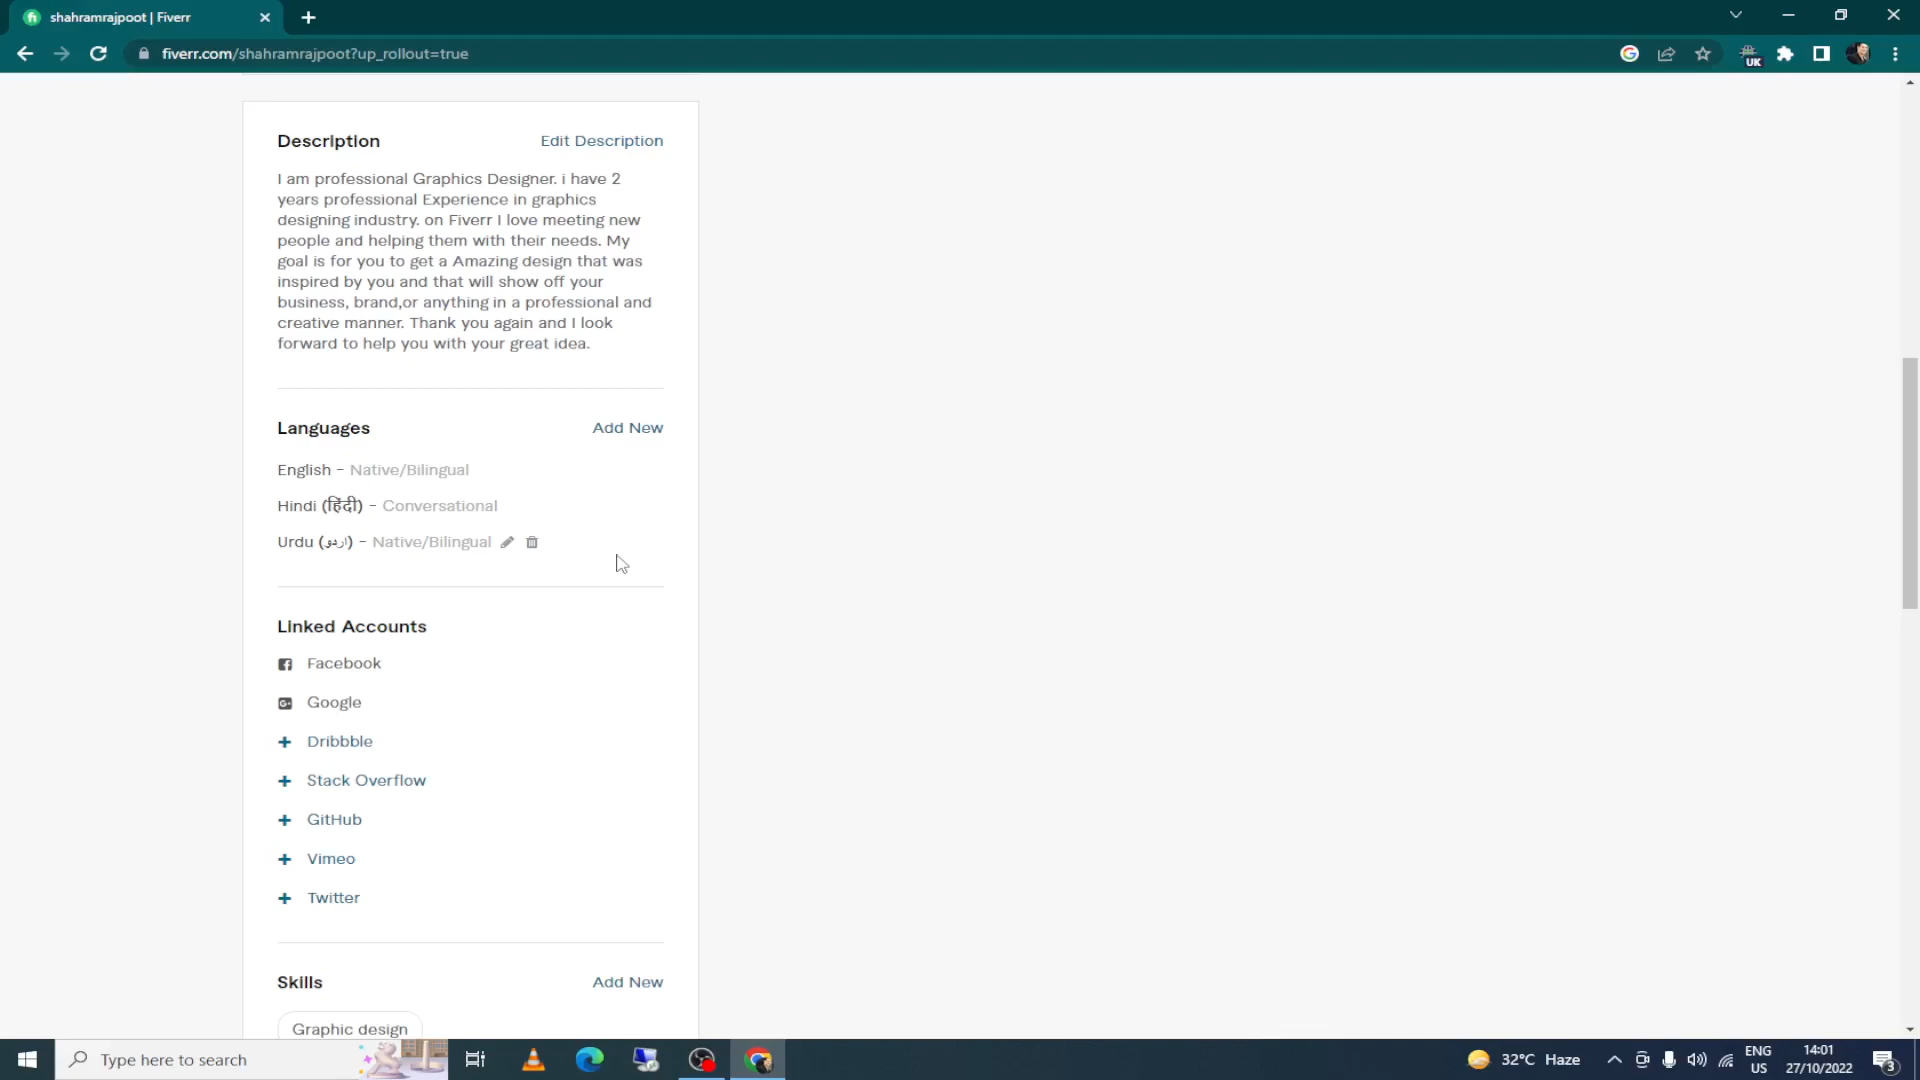 shahramrajpoot | Fiverr
fiverr.com/shahramrajpoot?up_rollout=true
UK
Description
Edit Description
I am professional Graphics Designer. i have 2
years professional Experience in graphics
designing industry. on Fiverr I love meeting new
people and helping them with their needs. My
goal is for you to get a Amazing design that was
inspired by you and that will show off your
business, brand,or anything in a professional and
creative manner. Thank you again and I look
forward to help you with your great idea.
Languages
Add New
English - Native/Bilingual
Hindi (हिंदी) - Conversational
Urdu (اردو) - Native/Bilingual
Linked Accounts
Facebook
Google
Dribbble
Stack Overflow
GitHub
Vimeo
Twitter
Skills
Add New
Graphic design
Type here to search
32°C Haze
ENG
US
14:01
27/10/2022
3